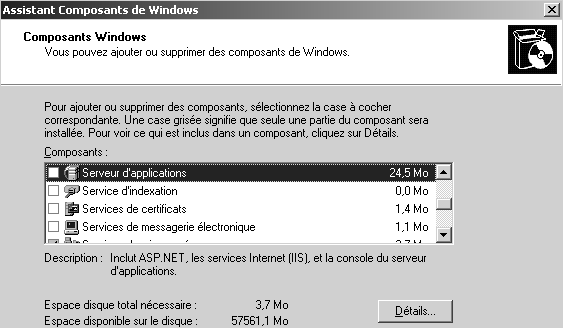 Assistant Composants de Windows
Composants Windows
Vous pouvez ajouter ou supprimer des composants de Windows.
Pour ajouter ou supprimer des composants, sélectionnez la case à cocher
correspondante. Une case grisée signifie que seule une partie du composant sera
installée. Pour voir ce qui est inclus dans un composant, cliquez sur Détails.
Composants :
Serveur d'applications 24,5 Mo
Service d'indexation 0,0 Mo
Services de certificats 1,4 Mo
Services de messagerie électronique 1,1 Mo
Description : Inclut ASP.NET, les services Internet (IIS), et la console du serveur
d'applications.
Espace disque total nécessaire : 3,7 Mo
Espace disponible sur le disque : 57561,1 Mo
Détails...